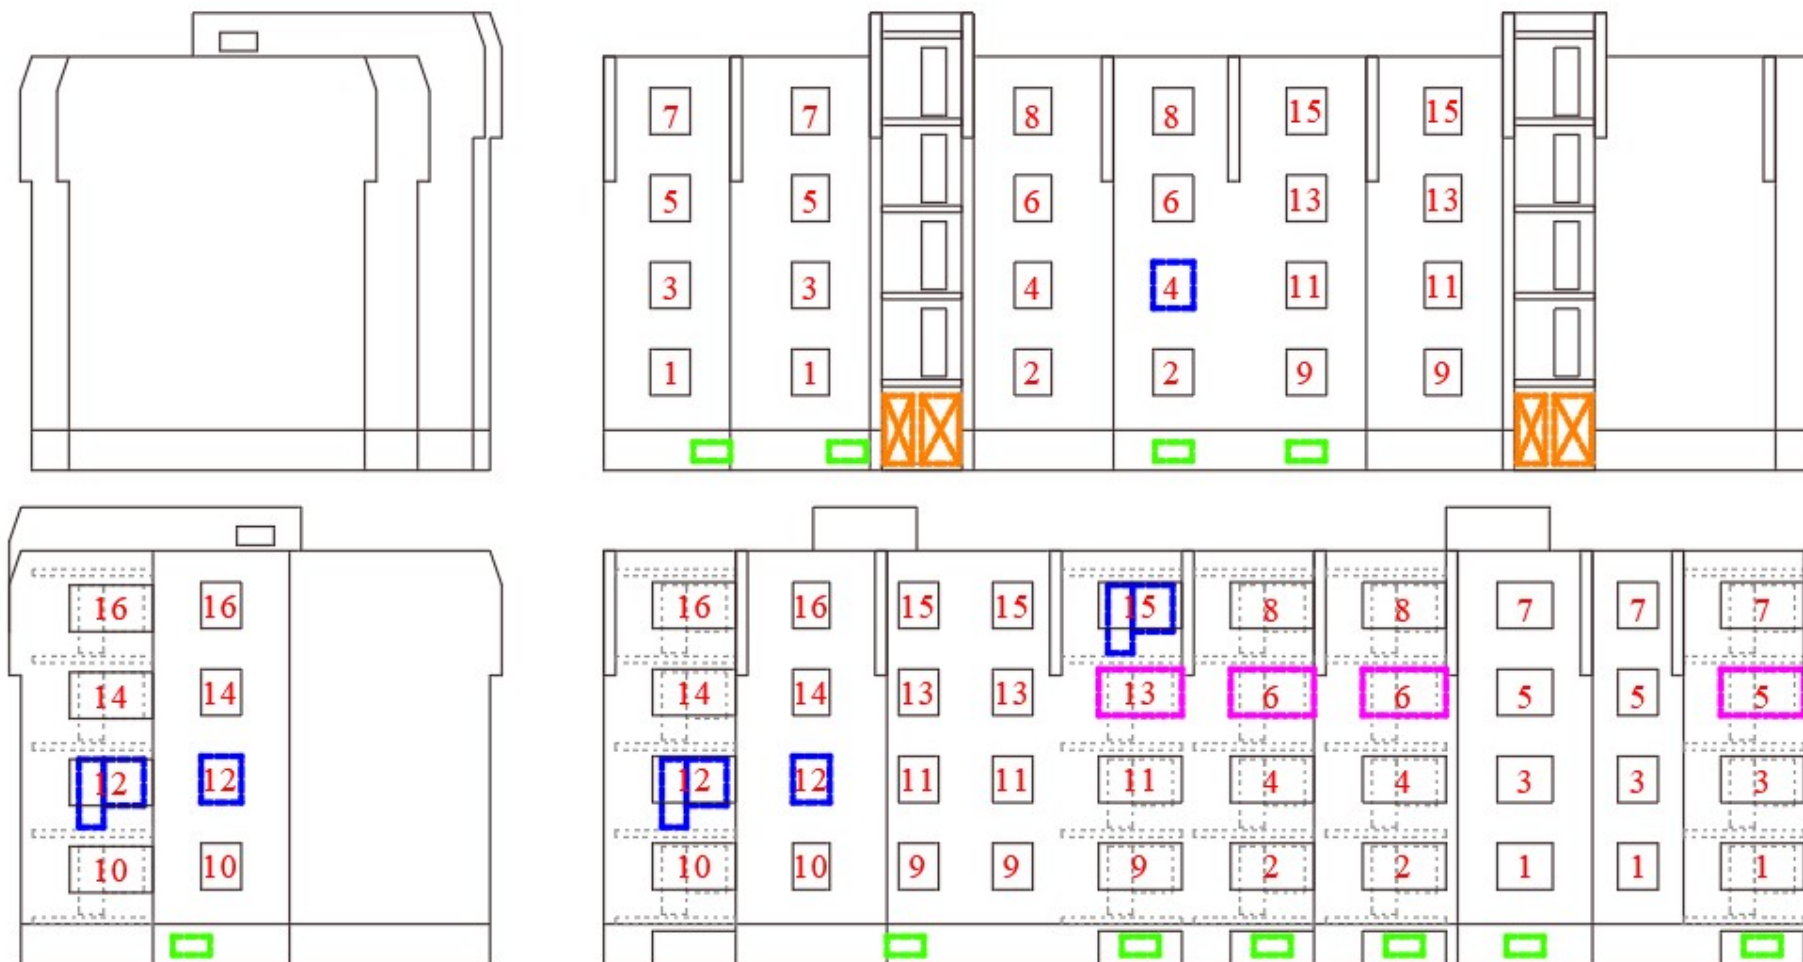 7 7 8 8 15 15
5 5 6 6 13 13
3 3 4 4 11 11
1 1 2 2 9 9
16 16
14 14
12 12
10 10
16 16 15 15 15 8 8 7 7 7
14 14 13 13 13 6 6 5 5 5
12 12 11 11 11 4 4 3 3 3
10 10 9 9 9 2 2 1 1 1